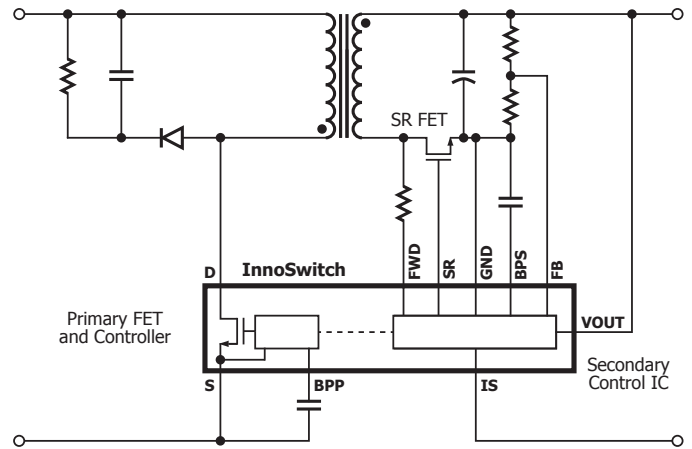 SR FET
FWD
SR
GND
BPS
FB
D
InnoSwitch
Primary FET
and Controller
VOUT
Secondary
Control IC
S
BPP
IS